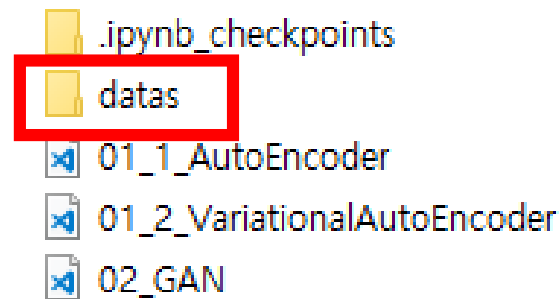 .ipynb_checkpoints
datas
01_1_AutoEncoder
01_2_VariationalAutoEncoder
02_GAN